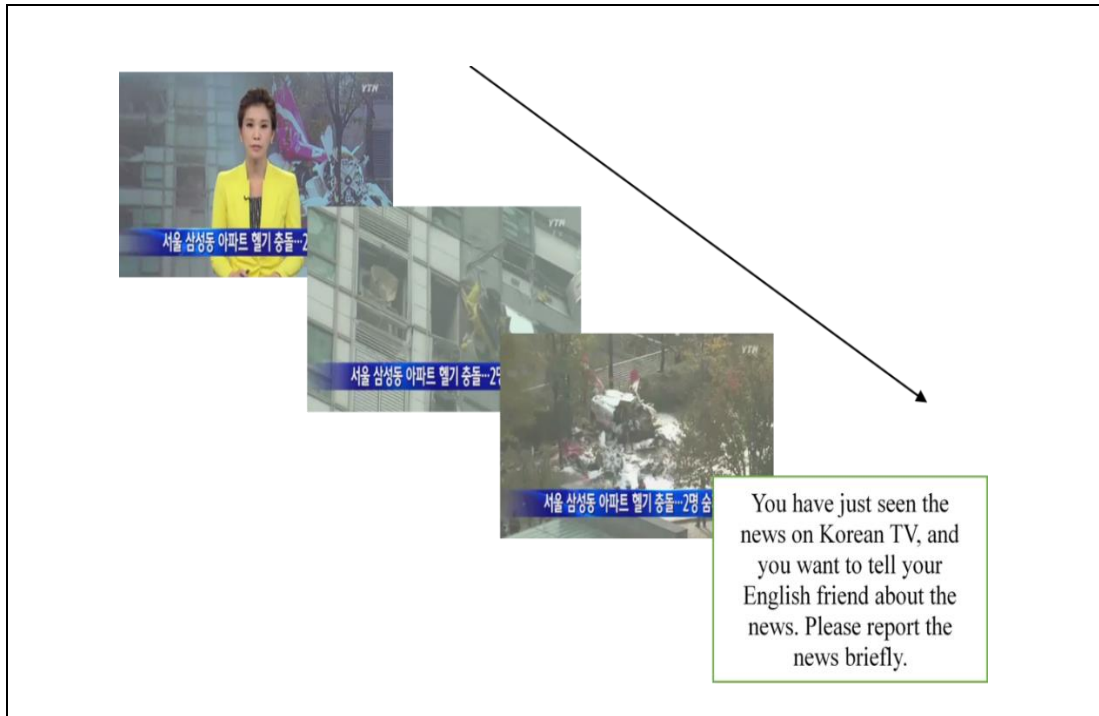 YTN
서울 삼성동 아파트 헬기 충돌…2
YTN
서울 삼성동 아파트 헬기 충돌…2명
YTN
서울 삼성동 아파트 헬기 충돌…2명 숨
You have just seen the
news on Korean TV, and
you want to tell your
English friend about the
news. Please report the
news briefly.